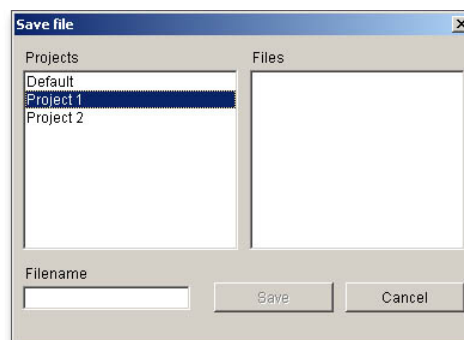 Save file
Projects Files
Default
Project 1
Project 2
Filename
Save Cancel